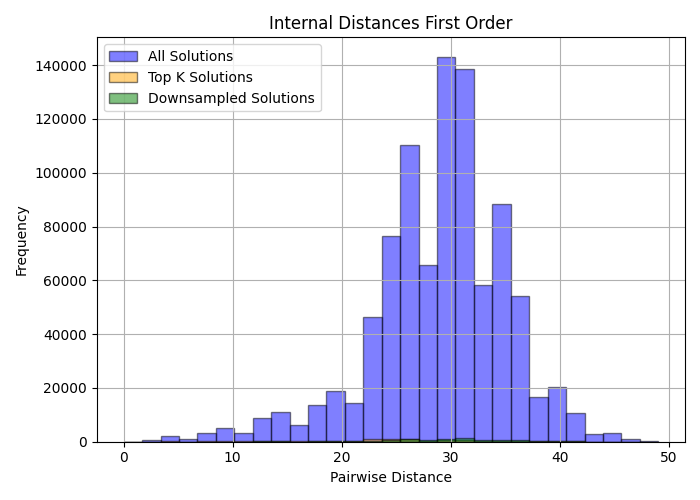 Internal Distances First Order
All Solutions
Top K Solutions
Downsampled Solutions
140000
120000
100000
80000
60000
40000
20000
0
Frequency
0 10 20 30 40 50
Pairwise Distance